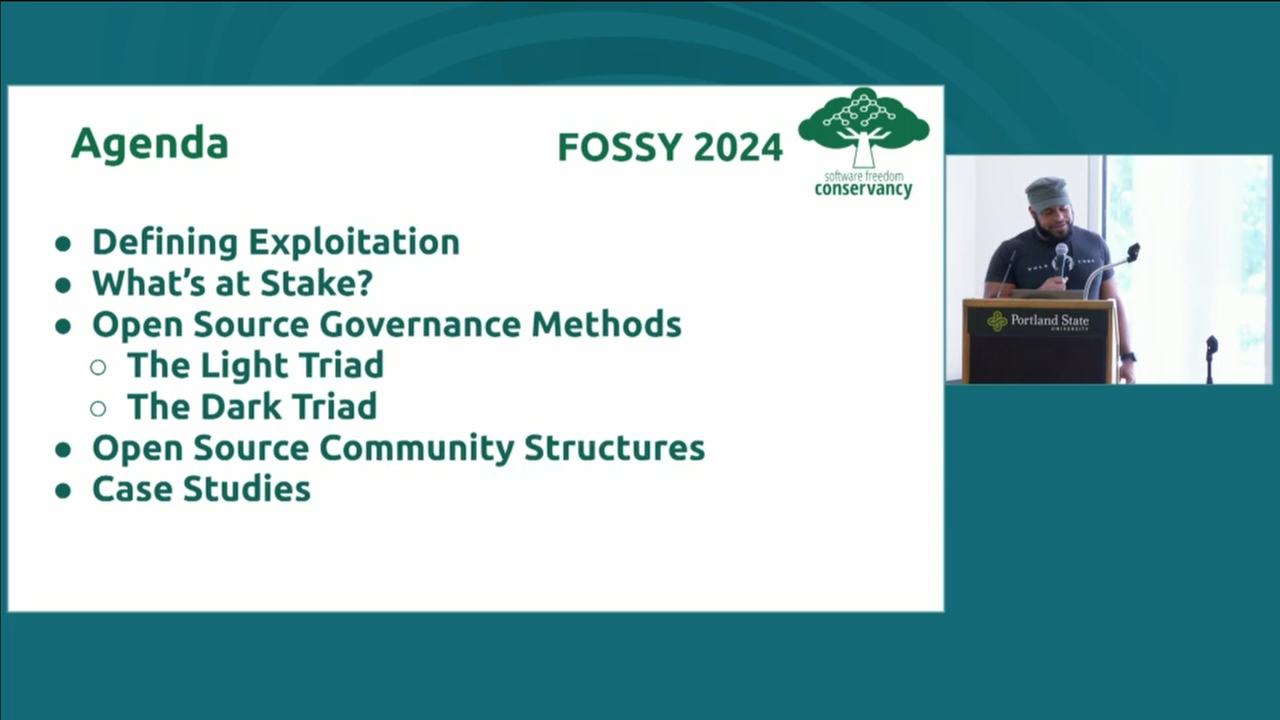 Agenda
FOSSY 2024
software freedom
conservancy
● Defining Exploitation
● What's at Stake?
● Open Source Governance Methods
○ The Light Triad
○ The Dark Triad
● Open Source Community Structures
● Case Studies
Portland State
UNIVERSITY